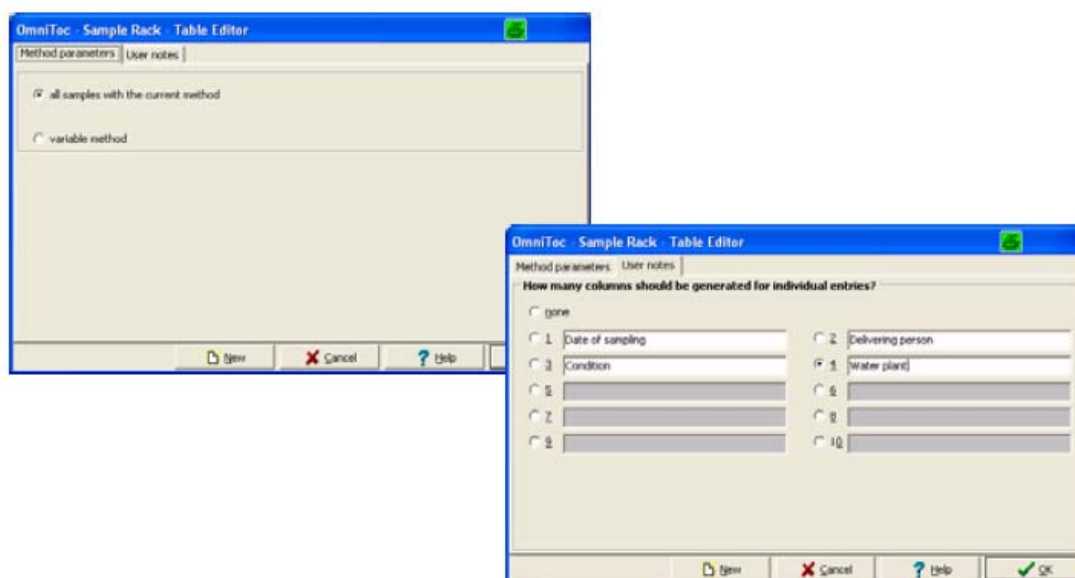 OmniToc - Sample Rack - Table Editor
Method parameters User notes
all samples with the current method
variable method
New Cancel Help
OmniToc - Sample Rack - Table Editor
Method parameters User notes
How many columns should be generated for individual entries?
none
1 Date of sampling 2 Delivering person
3 Condition 4 Water plant
5 6
7 8
9 10
New Cancel Help OK